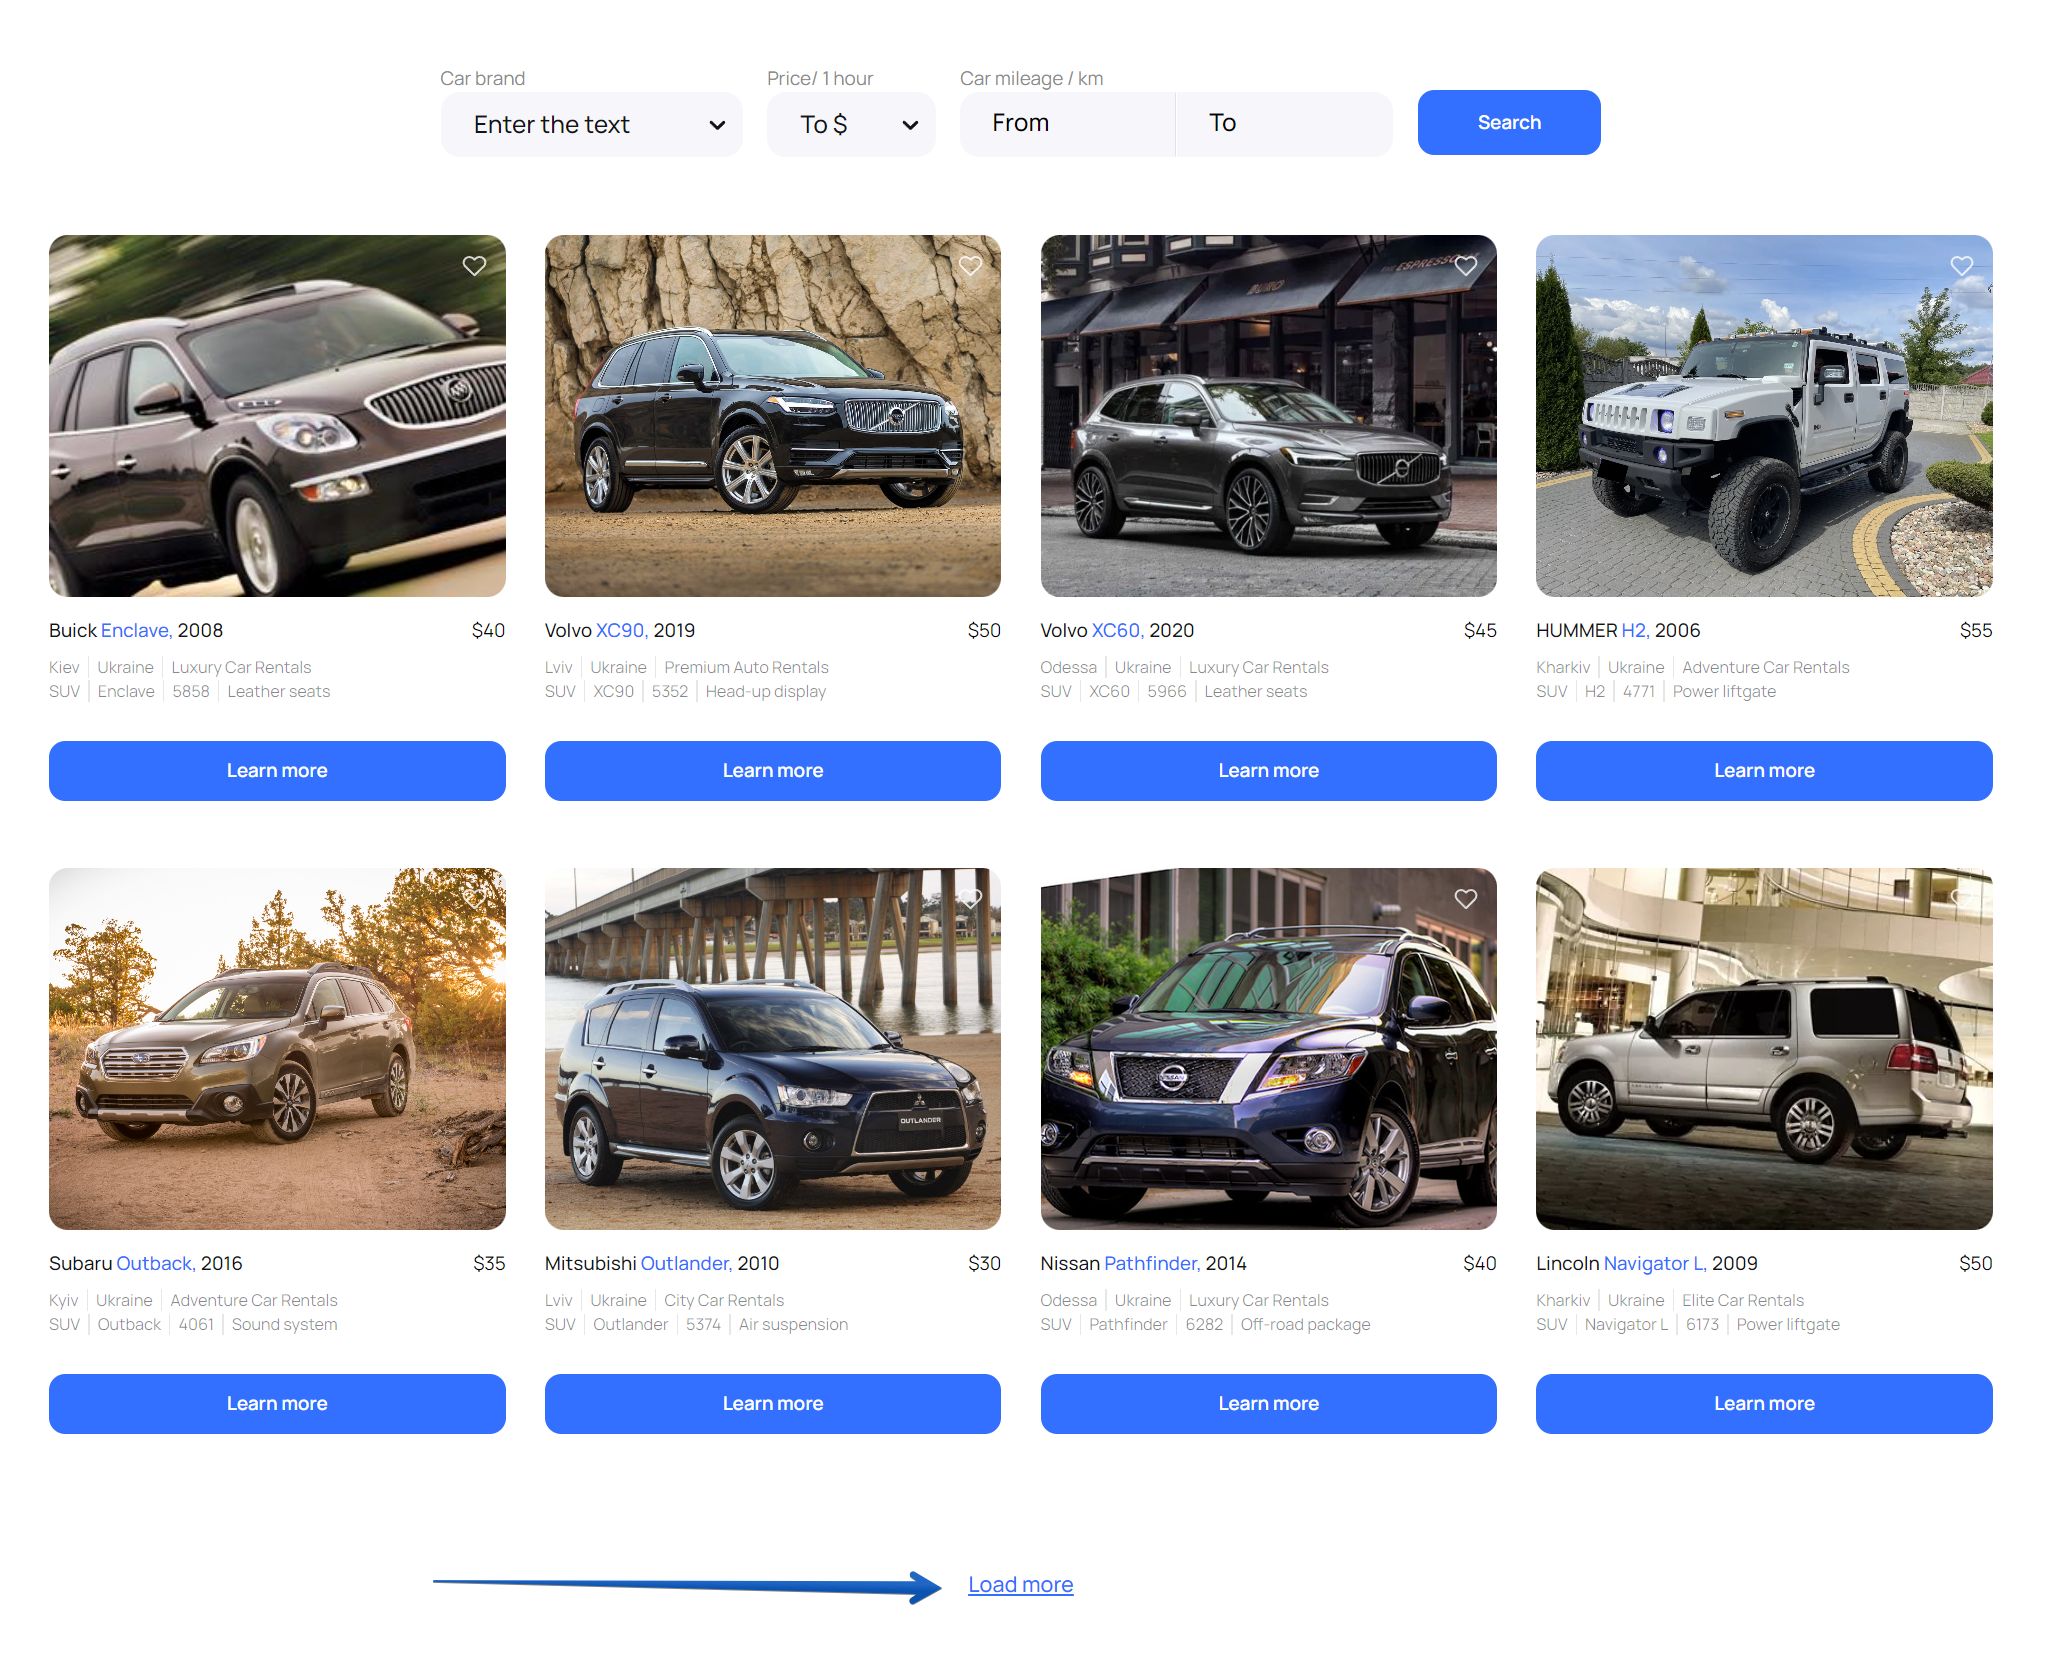 Car brand
Price/ 1 hour
Car mileage / km
Enter the text
To $
From
To
Search
BURO
ESPRESSO
Buick Enclave, 2008
$40
Kiev | Ukraine | Luxury Car Rentals
SUV | Enclave | 5858 | Leather seats
Learn more
Volvo XC90, 2019
$50
Lviv | Ukraine | Premium Auto Rentals
SUV | XC90 | 5352 | Head-up display
Learn more
Volvo XC60, 2020
$45
Odessa | Ukraine | Luxury Car Rentals
SUV | XC60 | 5966 | Leather seats
Learn more
HUMMER H2, 2006
$55
Kharkiv | Ukraine | Adventure Car Rentals
SUV | H2 | 4771 | Power liftgate
Learn more
OUTLANDER
NISSAN
Subaru Outback, 2016
$35
Kyiv | Ukraine | Adventure Car Rentals
SUV | Outback | 4061 | Sound system
Learn more
Mitsubishi Outlander, 2010
$30
Lviv | Ukraine | City Car Rentals
SUV | Outlander | 5374 | Air suspension
Learn more
Nissan Pathfinder, 2014
$40
Odessa | Ukraine | Luxury Car Rentals
SUV | Pathfinder | 6282 | Off-road package
Learn more
Lincoln Navigator L, 2009
$50
Kharkiv | Ukraine | Elite Car Rentals
SUV | Navigator L | 6173 | Power liftgate
Learn more
Load more